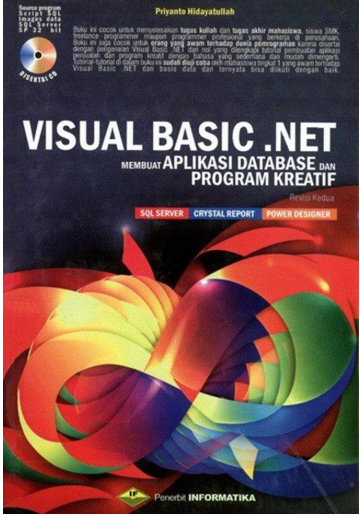 Priyanto Hidayatullah
Source program
Script SQL
Images data
SQL Server
SP 32 bit
DISERTAI CD
Buku ini cocok untuk menyelesaikan tugas kuliah dan tugas akhir mahasiswa, siswa SMK,
freelance programmer maupun programmer profesional yang berkerja di perusahaan.
Buku ini juga cocok untuk orang yang awam terhadap dunia pemrograman karena disertai
dengan pengenalan Visual Basic .NET dari nol yang dilengkapi tutorial pembuatan aplikasi
penjualan dan program kreatif dengan bahasa yang sederhana dan mudah dimengerti.
Tutorial-tutorial di dalam buku ini sudah diuji coba oleh mahasiswa tingkat 1 yang awam terhadap
Visual Basic .NET dan basis data dan ternyata bisa diikuti dengan baik.
VISUAL BASIC .NET
MEMBUAT APLIKASI DATABASE DAN
PROGRAM KREATIF
Revisi Kedua
SQL SERVER CRYSTAL REPORT POWER DESIGNER
IF Penerbit INFORMATIKA